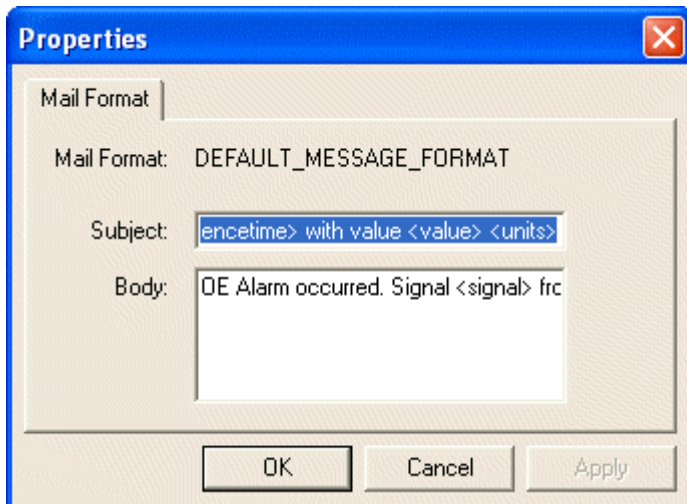 Properties
Mail Format
Mail Format: DEFAULT_MESSAGE_FORMAT
Subject: encetime> with value <value> <units>
Body: OE Alarm occurred. Signal <signal> frc
OK Cancel Apply